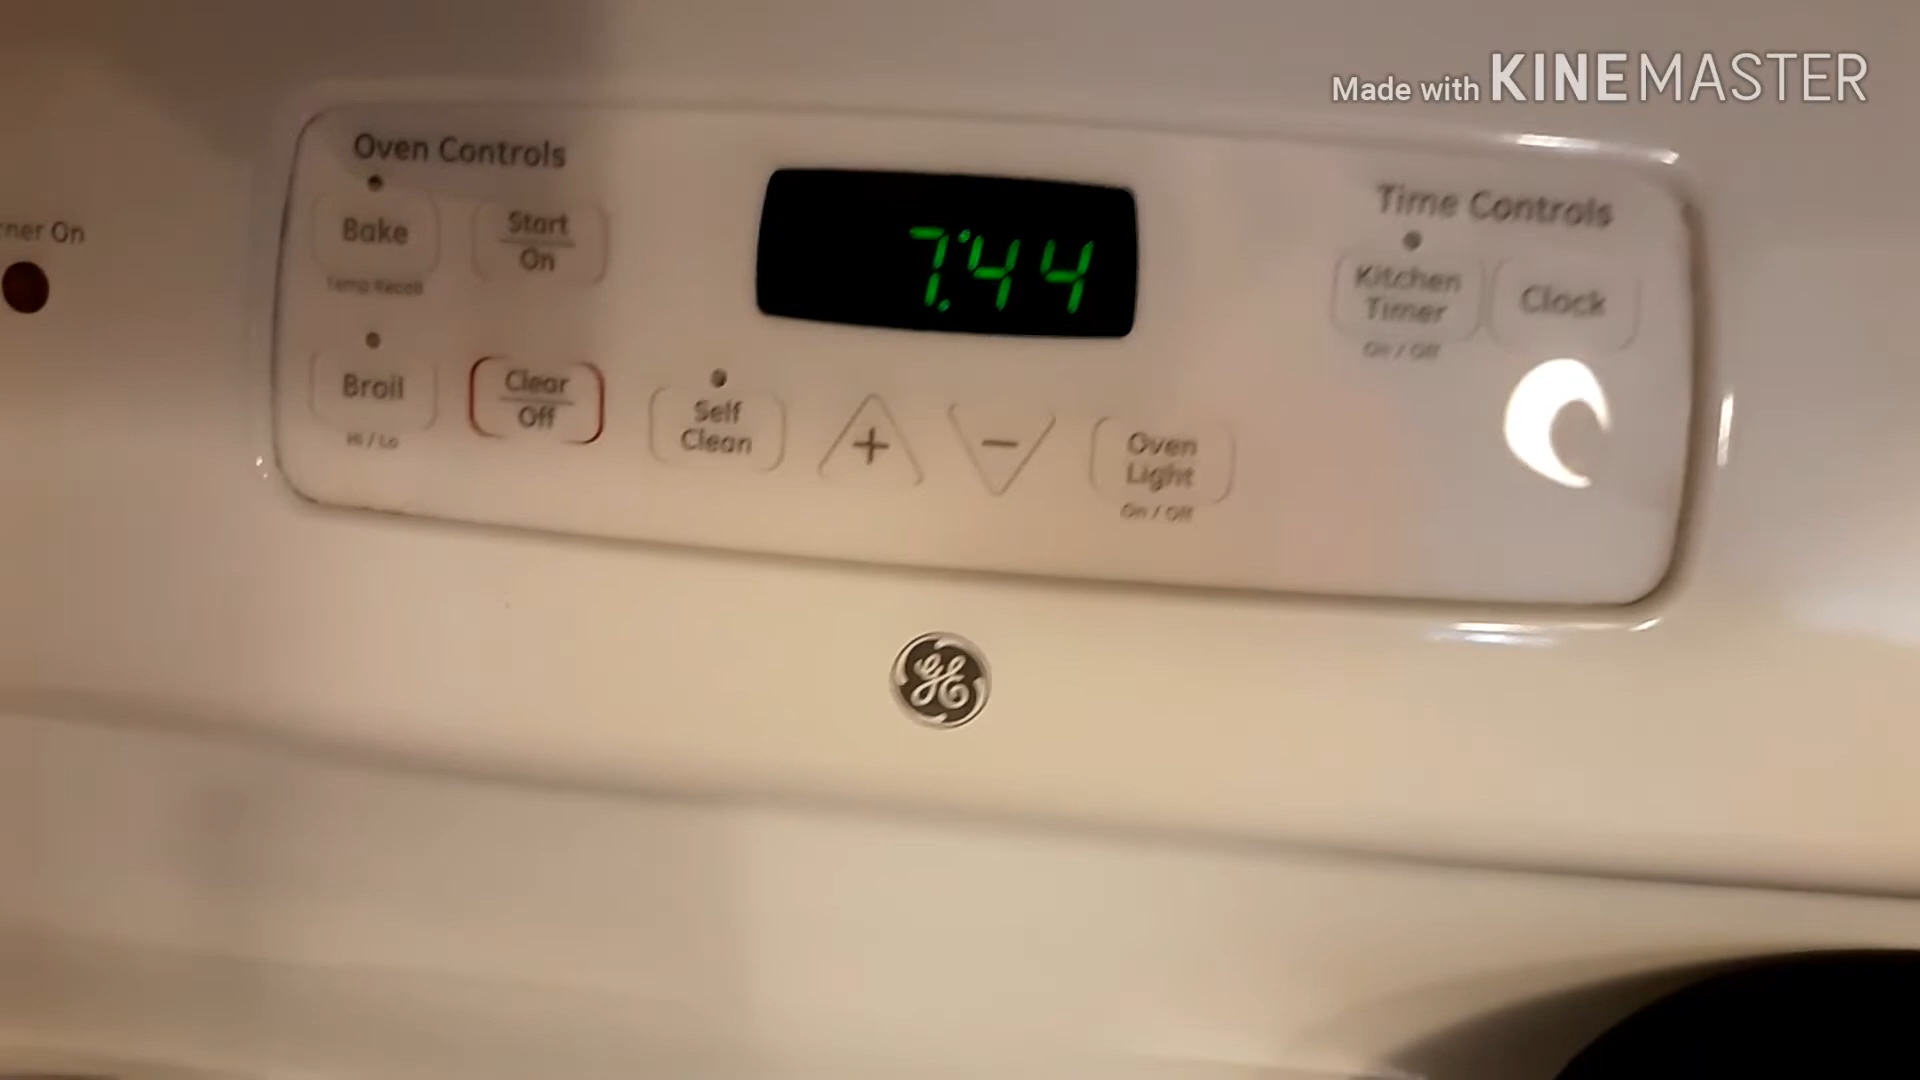 Made with KINEMASTER
Oven Controls
Time Controls
ner On
Bake
Start
On
7:44
Kitchen
Timer
Clock
Temp Recall
On / Off
Broil
Clear
Off
Self
Clean
+
−
Oven
Light
Hi / Lo
On / Off
GE